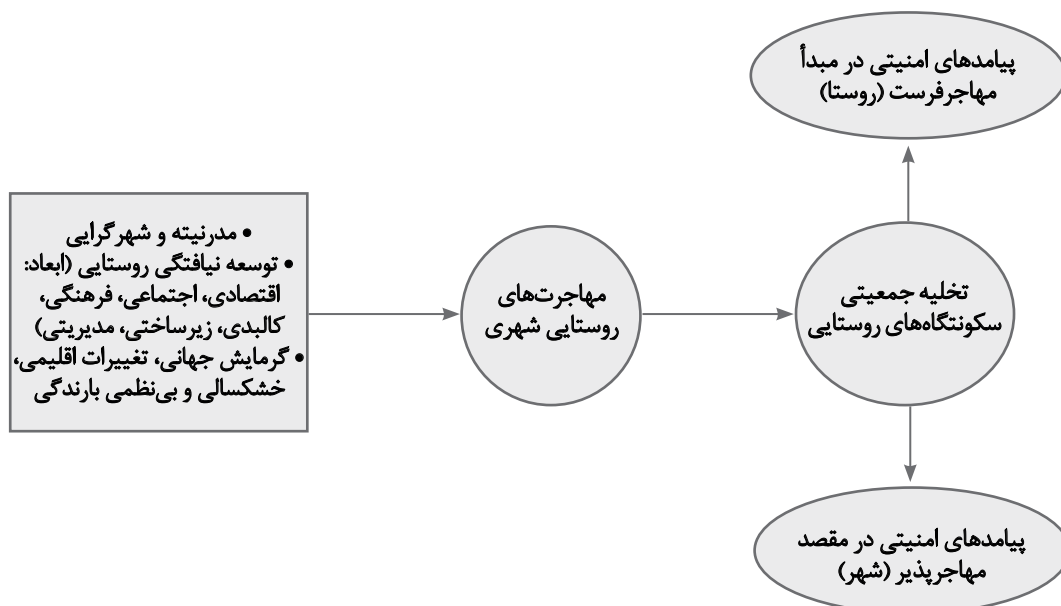 پیامدهای امنیتی در مبدأ
مهاجرفرست (روستا)
• مدرنیته و شهرگرایی
• توسعه نیافتگی روستایی (ابعاد:
اقتصادی، اجتماعی، فرهنگی،
کالبدی، زیرساختی، مدیریتی)
• گرمایش جهانی، تغییرات اقلیمی،
خشکسالی و بی‌نظمی بارندگی
مهاجرت‌های
روستایی شهری
تخلیه جمعیتی
سکونتگاه‌های روستایی
پیامدهای امنیتی در مقصد
مهاجرپذیر (شهر)